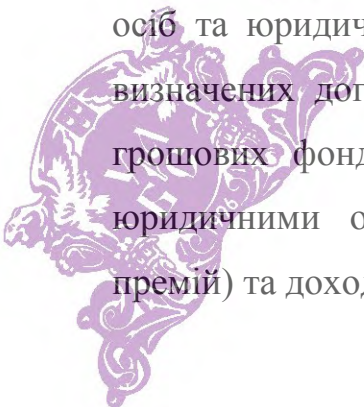 осіб та юридич
визначених дог
грошових фонд
юридичними о
премій) та доход